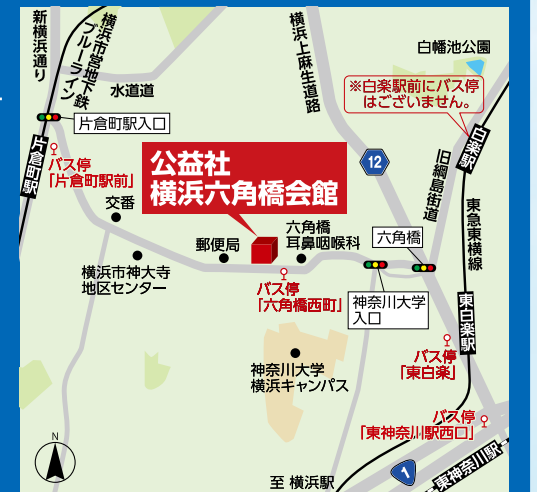 新横浜通り
横浜市営地下鉄
ブルーライン
水道道
横浜上麻生道路
白幡池公園
※白楽駅前にバス停
はございません。
片倉町駅入口
片倉町駅
バス停
「片倉町駅前」
公益社
横浜六角橋会館
12
白楽駅
旧綱島街道
東急東横線
交番
郵便局
六角橋
耳鼻咽喉科
六角橋
横浜市神大寺
地区センター
バス停
「六角橋西町」
神奈川大学
入口
東白楽駅
バス停
「東白楽」
神奈川大学
横浜キャンパス
バス停
「東神奈川駅西口」
N
至 横浜駅
1
東神奈川駅